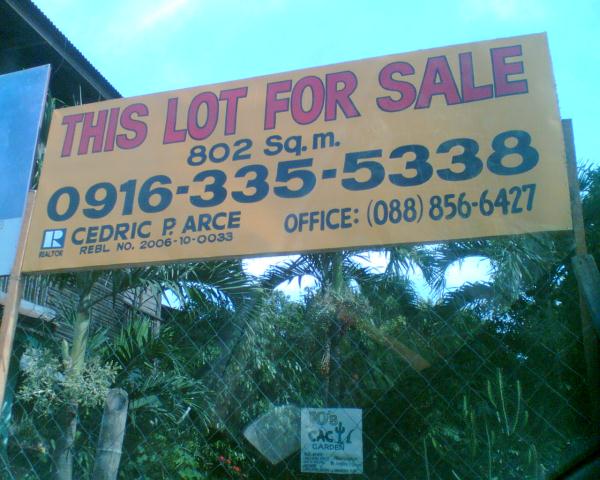 THIS LOT FOR SALE
802 Sq. m.
0916-335-5338
R
REALTOR
CEDRIC P. ARCE
REBL NO. 2006-10-0033
OFFICE: (088) 856-6427
CACTI
GARDEN